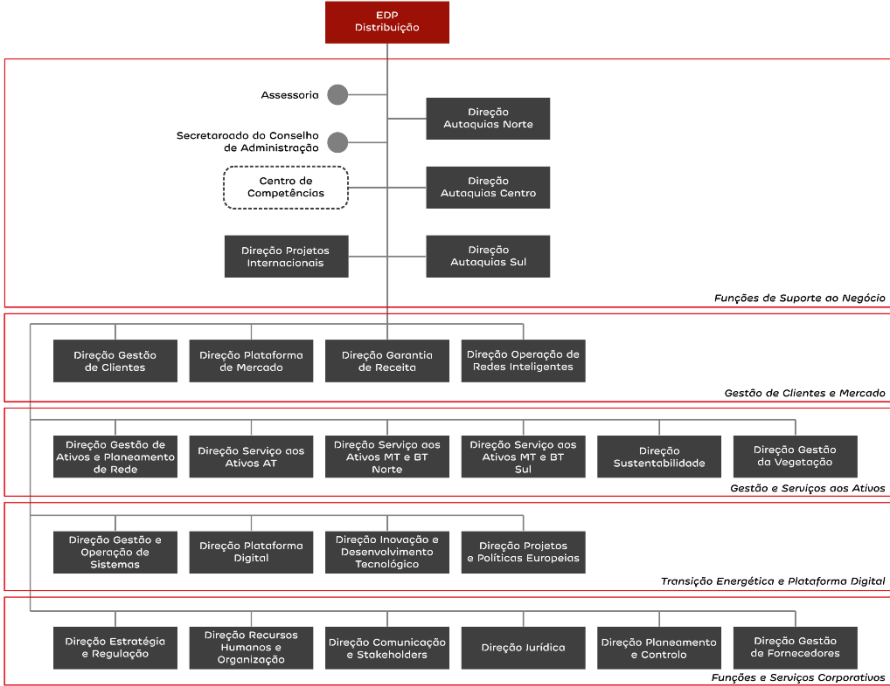 EDP
Distribuição
Assessoria
Direção
Autaquias Norte
Secretaroado do Conselho
de Administração
Centro de
Competências
Direção
Autaquias Centro
Direção Projetos
Internacionais
Direção
Autaquias Sul
Funções de Suporte ao Negócio
Direção Gestão
de Clientes
Direção Plataforma
de Mercado
Direção Garantia
de Receita
Direção Operação de
Redes Inteligentes
Gestão de Clientes e Mercado
Direção Gestão de
Ativos e Planeamento
de Rede
Direção Serviço aos
Ativos AT
Direção Serviço aos
Ativos MT e BT
Norte
Direção Serviço aos
Ativos MT e BT
Sul
Direção
Sustentabilidade
Direção Gestão
da Vegetação
Gestão e Serviços aos Ativos
Direção Gestão e
Operação de
Sistemas
Direção Plataforma
Digital
Direção Inovação e
Desenvolvimento
Tecnológico
Direção Projetos
e Políticas Europeias
Transição Energética e Plataforma Digital
Direção Estratégia
e Regulação
Direção Recursos
Humanos e
Organização
Direção Comunicação
e Stakeholders
Direção Jurídica
Direção Planeamento
e Controlo
Direção Gestão
de Fornecedores
Funções e Serviços Corporativos